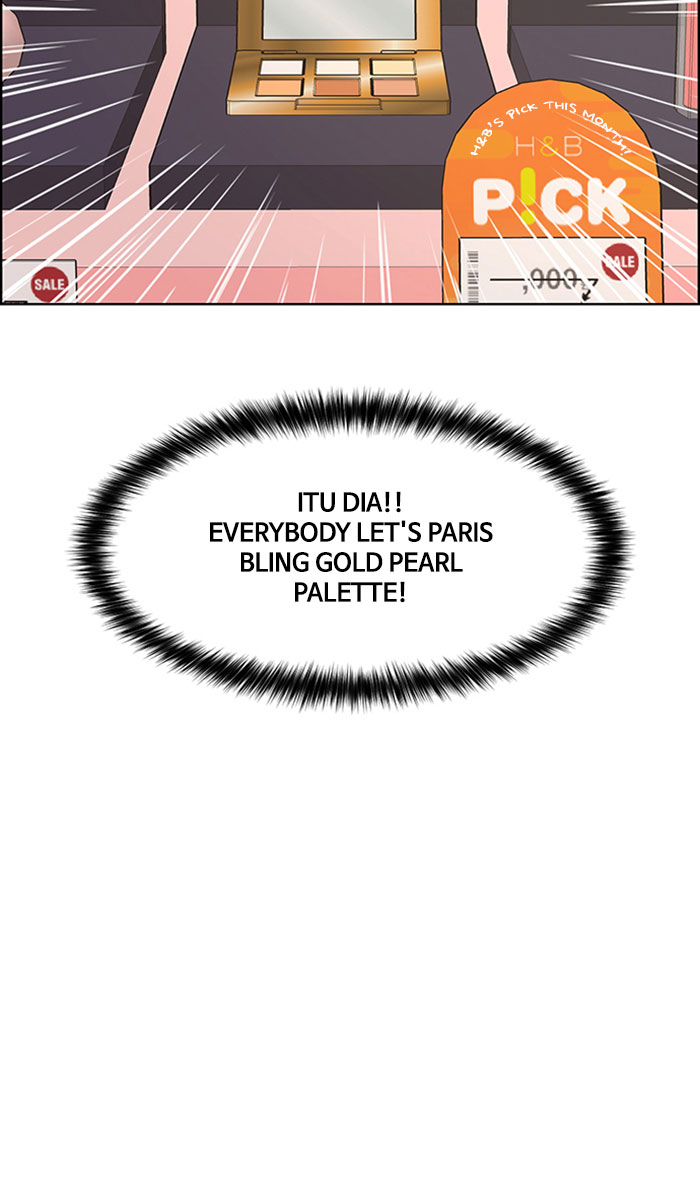 H&B'S PICK THIS MONTH!
H&B
P!CK
SALE
SALE
ITU DIA!!
EVERYBODY LET'S PARIS
BLING GOLD PEARL
PALETTE!